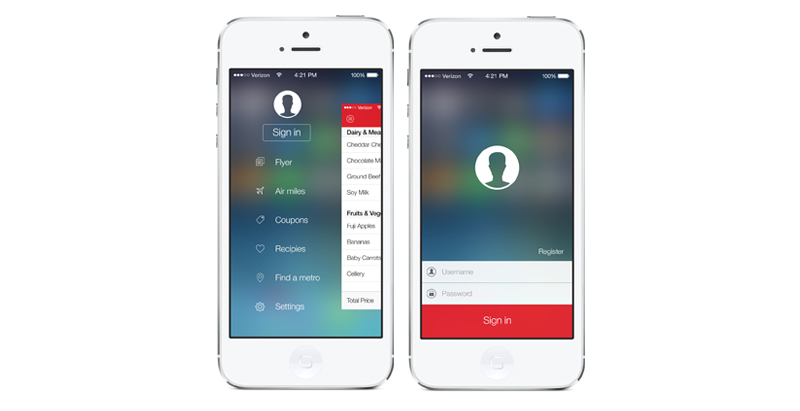 Verizon 4:21 PM 100%
Sign in
Flyer
Air miles
Coupons
Recipies
Find a metro
Settings
Verizon
Dairy & Mea
Cheddar Che
Chocolate M
Ground Beef
Soy Milk
Fruits & Veg
Fuji Apples
Bananas
Baby Carrots
Cellery
Total Price
Verizon 4:21 PM 100%
Register
Username
Password
Sign in